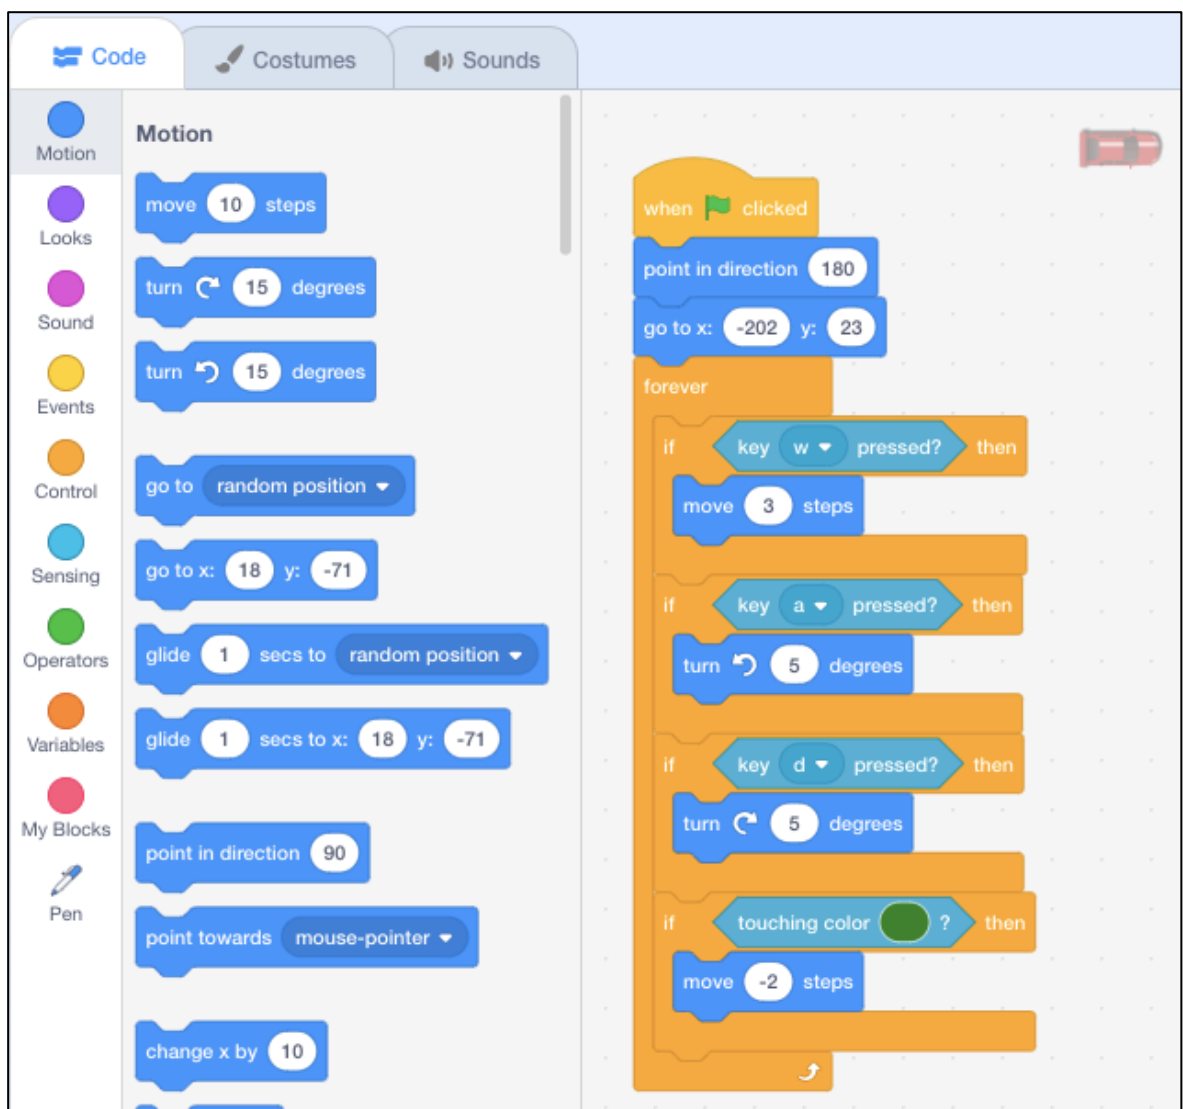 Code
Costumes
Sounds
Motion
Looks
Sound
Events
Control
Sensing
Operators
Variables
My Blocks
Pen
Motion
move 10 steps
turn 15 degrees
turn 15 degrees
go to random position
go to x: 18 y: -71
glide 1 secs to random position
glide 1 secs to x: 18 y: -71
point in direction 90
point towards mouse-pointer
change x by 10
when clicked
point in direction 180
go to x: -202 y: 23
forever
if key w pressed? then
move 3 steps
if key a pressed? then
turn 5 degrees
if key d pressed? then
turn 5 degrees
if touching color ? then
move -2 steps